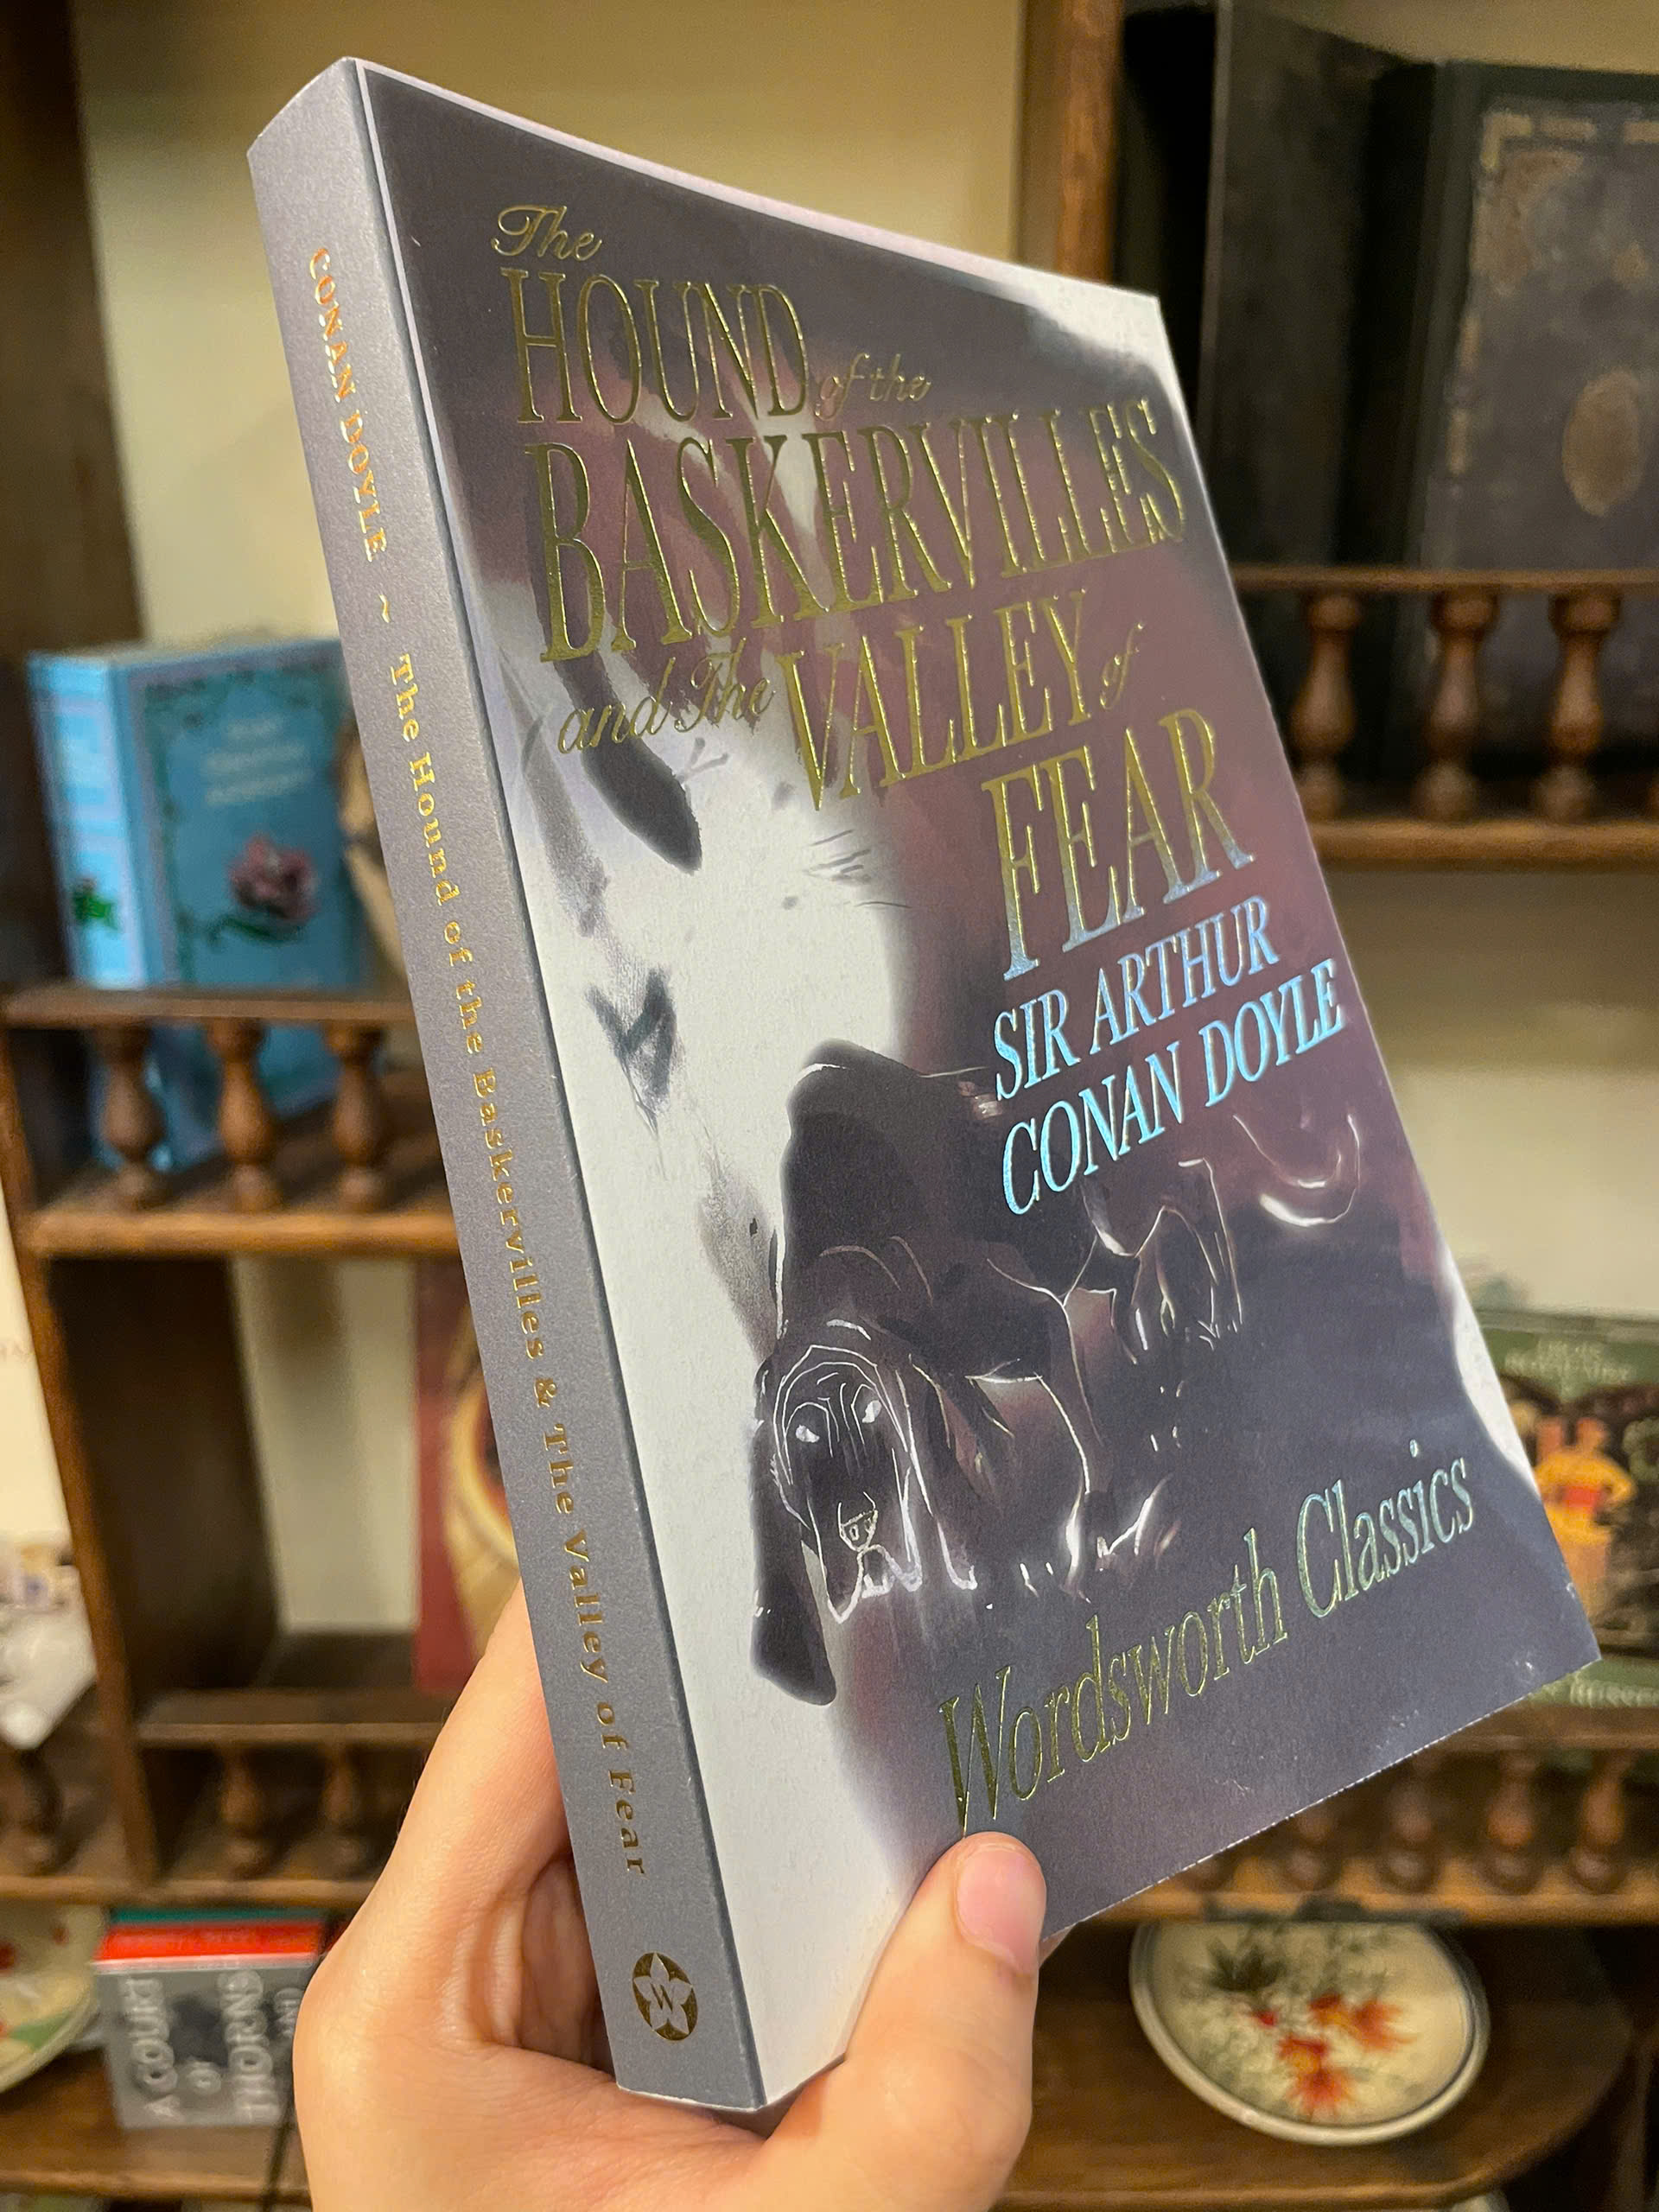 The
HOUND of the
BASKERVILLES
and The VALLEY of
FEAR
SIR ARTHUR
CONAN DOYLE
Wordsworth Classics
CONAN DOYLE ~ The Hound of the Baskervilles & The Valley of Fear
W
A COURT
OF
THORNS
AND